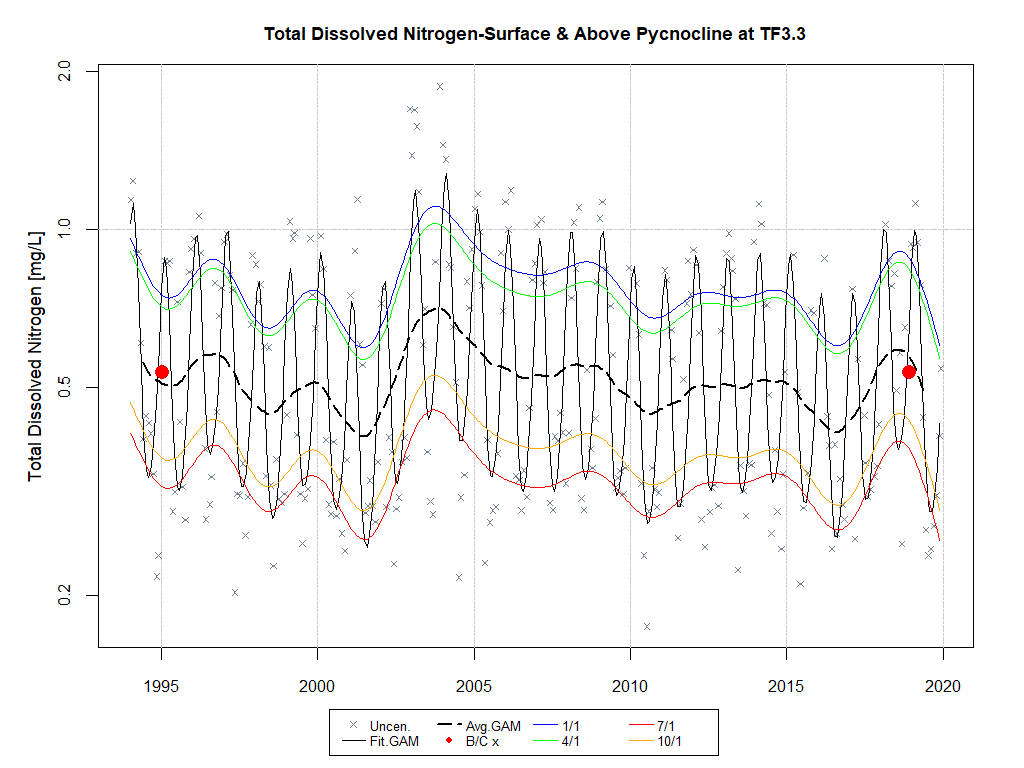 Total Dissolved Nitrogen-Surface & Above Pycnocline at TF3.3
Total Dissolved Nitrogen [mg/L]
2.0
1.0
0.5
0.2
1995 2000 2005 2010 2015 2020
Uncen. Avg.GAM 1/1 7/1
Fit.GAM B/C x 4/1 10/1